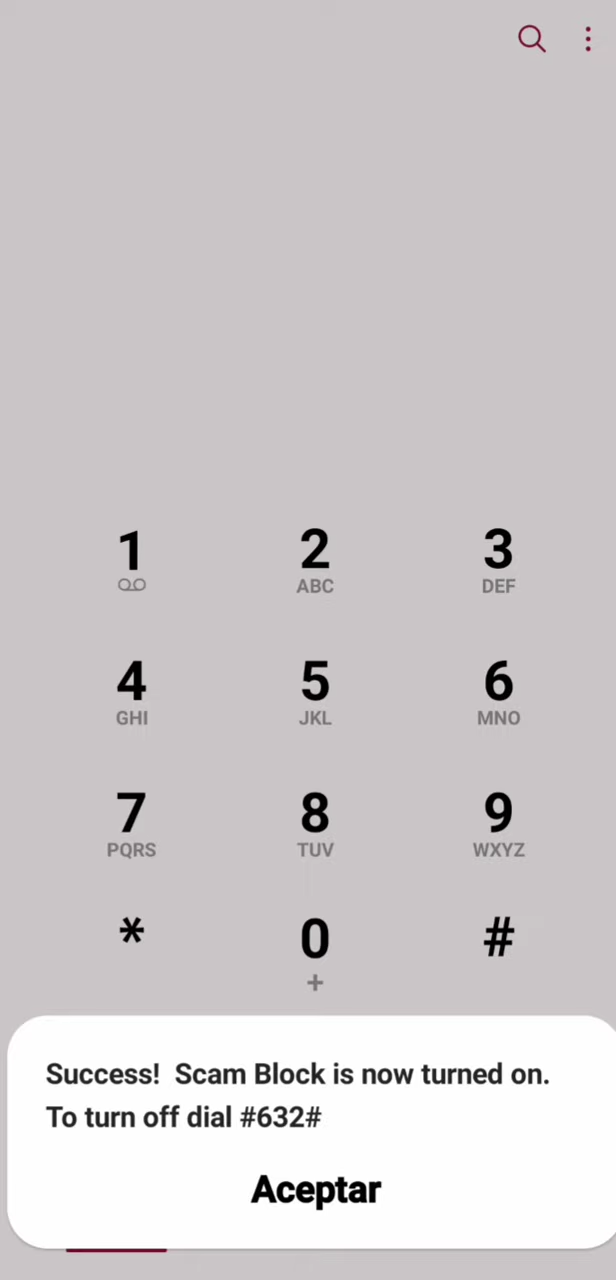 1 2 3
ABC DEF
4 5 6
GHI JKL MNO
7 8 9
PQRS TUV WXYZ
* 0 #
+
Success!  Scam Block is now turned on.
To turn off dial #632#
Aceptar